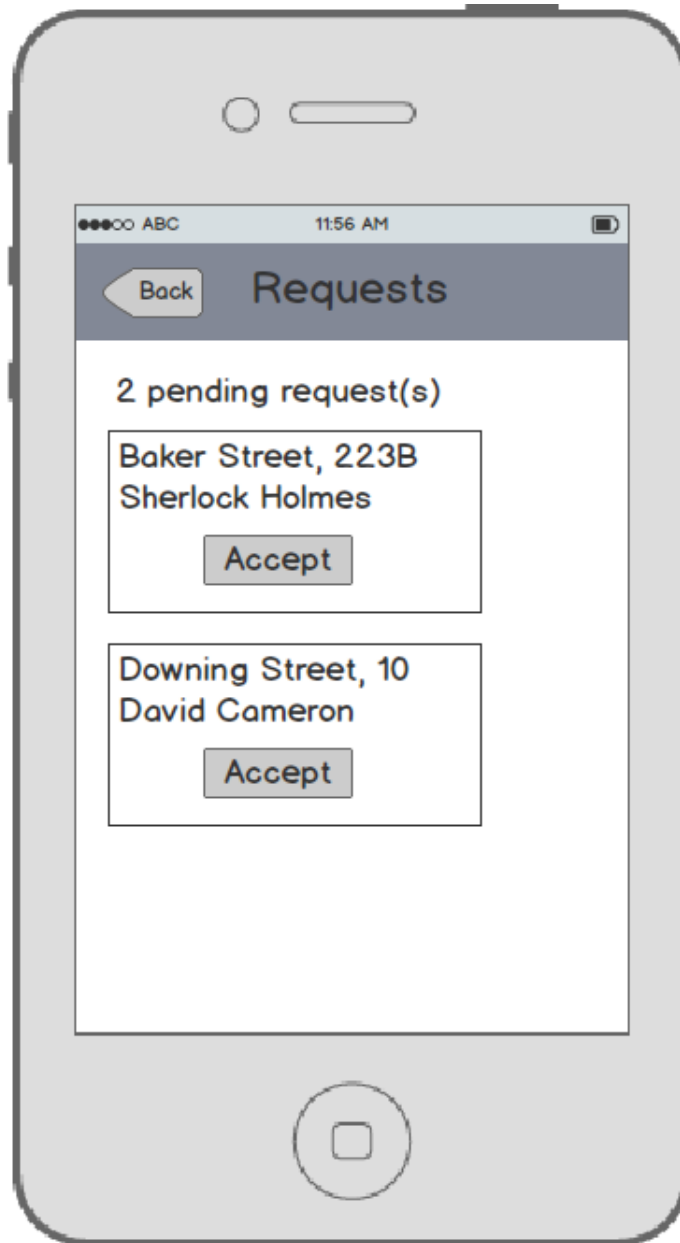 ABC 11:56 AM
Back Requests
2 pending request(s)
Baker Street, 223B
Sherlock Holmes
Accept
Downing Street, 10
David Cameron
Accept